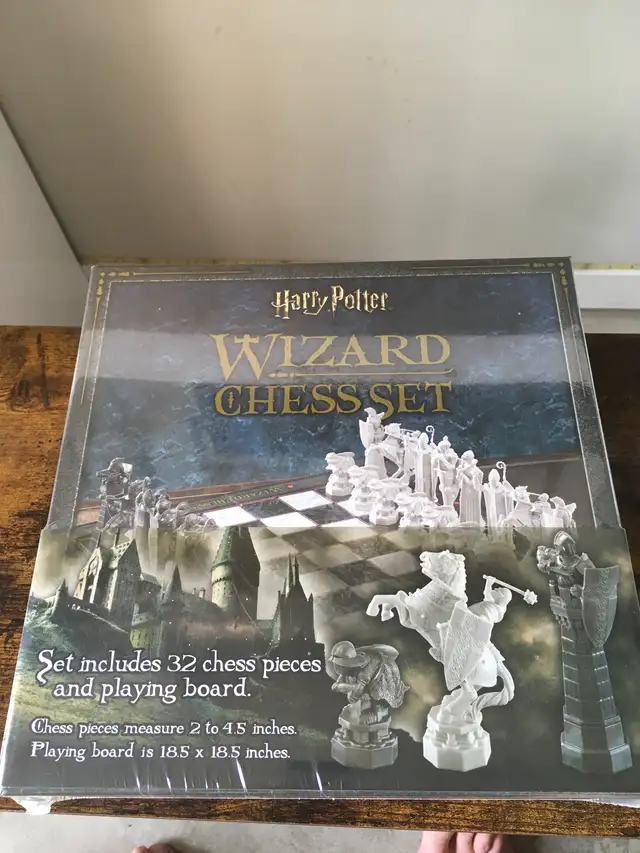 Harry Potter
WIZARD
CHESS SET
Set includes 32 chess pieces
and playing board.
Chess pieces measure 2 to 4.5 inches.
Playing board is 18.5 x 18.5 inches.